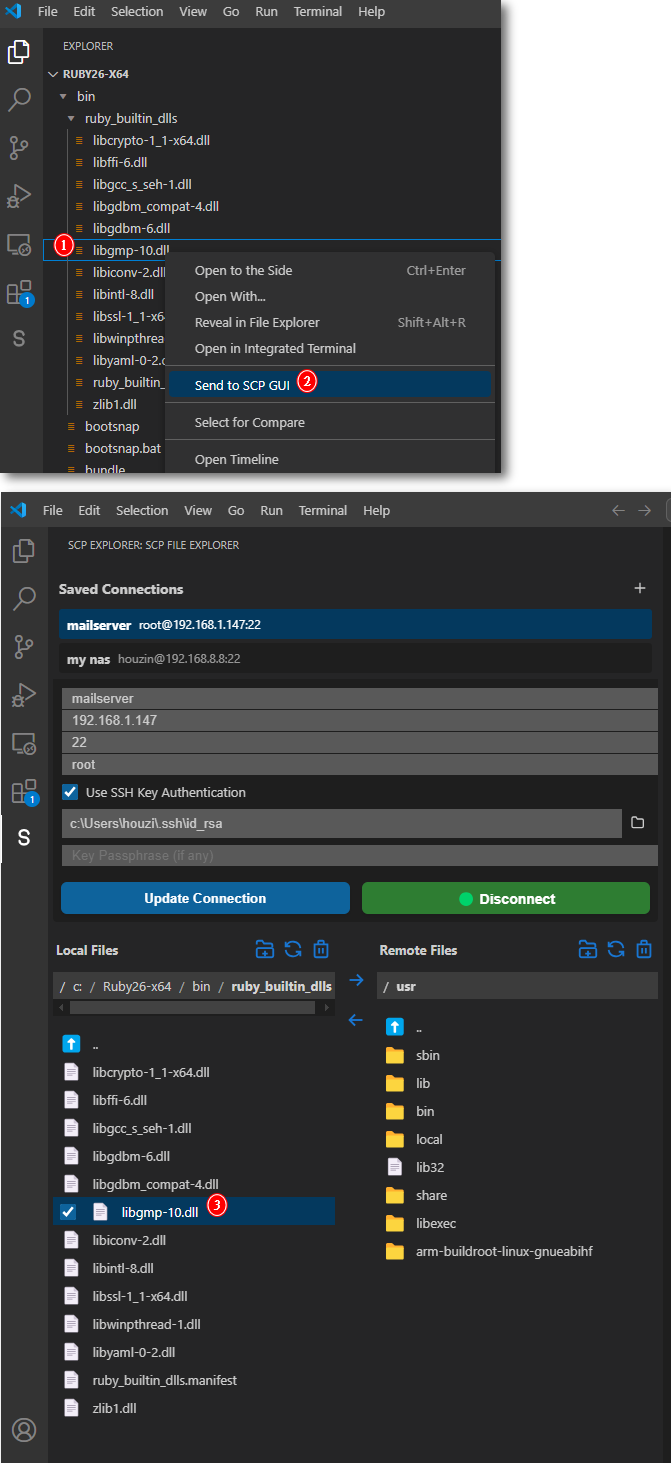 File Edit Selection View Go Run Terminal Help
EXPLORER
RUBY26-X64
bin
ruby_builtin_dlls
libcrypto-1_1-x64.dll
libffi-6.dll
libgcc_s_seh-1.dll
libgdbm_compat-4.dll
libgdbm-6.dll
1 libgmp-10.dll
libiconv-2.dll
Open to the Side Ctrl+Enter
libintl-8.dll
Open With...
libssl-1_1-x64
Reveal in File Explorer Shift+Alt+R
libwinpthrea
Open in Integrated Terminal
libyaml-0-2.d
ruby_builtin_
Send to SCP GUI 2
zlib1.dll
bootsnap
Select for Compare
bootsnap.bat
Open Timeline
bundle
1
S
File Edit Selection View Go Run Terminal Help
SCP EXPLORER: SCP FILE EXPLORER
Saved Connections
mailserver root@192.168.1.147:22
my nas houzin@192.168.8.8:22
mailserver
192.168.1.147
22
root
Use SSH Key Authentication
c:\Users\houzi\.ssh\id_rsa
Key Passphrase (if any)
Update Connection Disconnect
1
S
Local Files Remote Files
/ c: / Ruby26-x64 / bin / ruby_builtin_dlls
/ usr
..
libcrypto-1_1-x64.dll
libffi-6.dll
libgcc_s_seh-1.dll
libgdbm-6.dll
libgdbm_compat-4.dll
libgmp-10.dll 3
libiconv-2.dll
libintl-8.dll
libssl-1_1-x64.dll
libwinpthread-1.dll
libyaml-0-2.dll
ruby_builtin_dlls.manifest
zlib1.dll
..
sbin
lib
bin
local
lib32
share
libexec
arm-buildroot-linux-gnueabihf